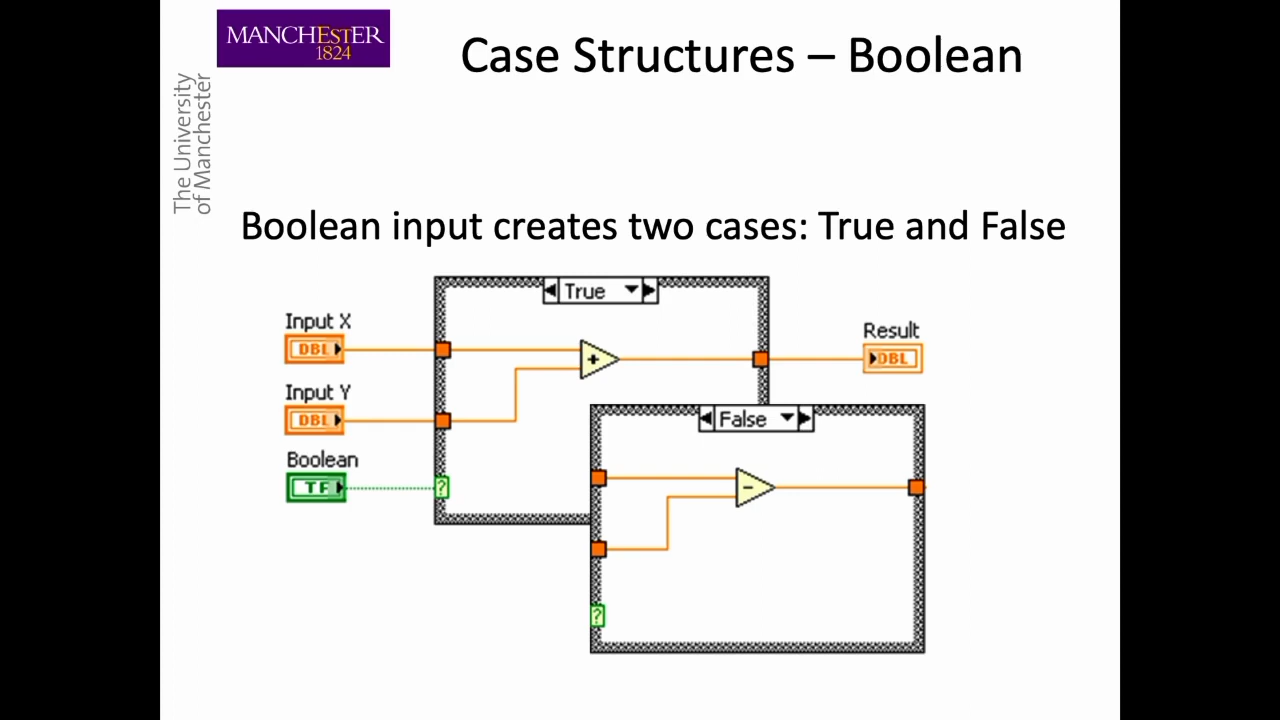 MANCHESTER
1824
The University
of Manchester
Case Structures – Boolean
Boolean input creates two cases: True and False
True
Input X
DBL
+
Result
DBL
Input Y
DBL
False
Boolean
TF
?
−
?